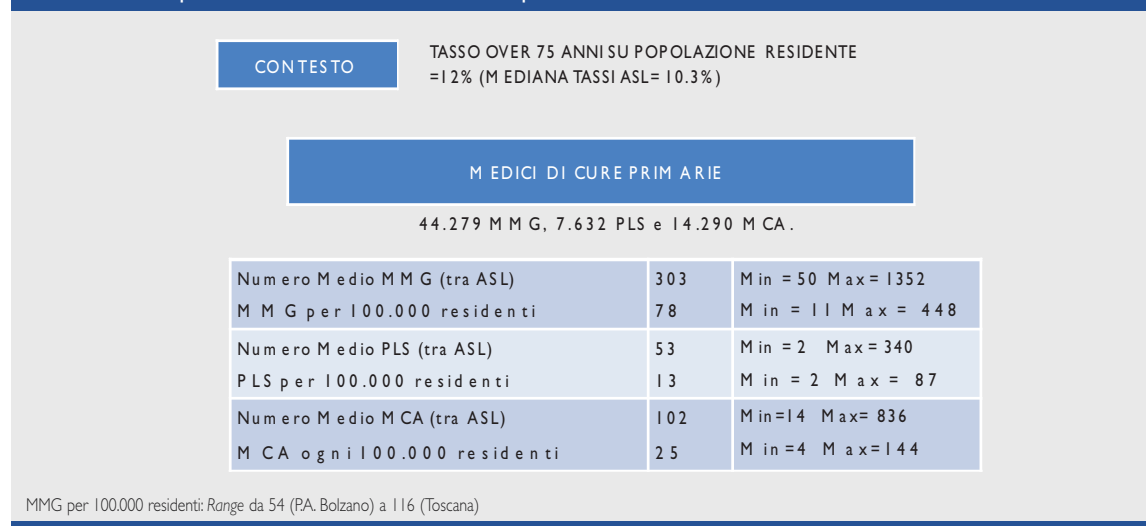 CONTESTO
TASSO OVER 75 ANNI SU POPOLAZIONE RESIDENTE
=12% (MEDIANA TASSI ASL= 10.3%)
MEDICI DI CURE PRIMARIE
44.279 MMG, 7.632 PLS e 14.290 MCA.
Numero Medio MMG (tra ASL) 303 Min =50 Max=1352
MMG per 100.000 residenti 78 Min = 11 Max = 448
Numero Medio PLS (tra ASL) 53 Min =2 Max=340
PLS per 100.000 residenti 13 Min = 2 Max = 87
Numero Medio MCA (tra ASL) 102 Min=14 Max= 836
MCA ogni 100.000 residenti 25 Min =4 Max=144
MMG per 100.000 residenti: Range da 54 (P.A. Bolzano) a 116 (Toscana)